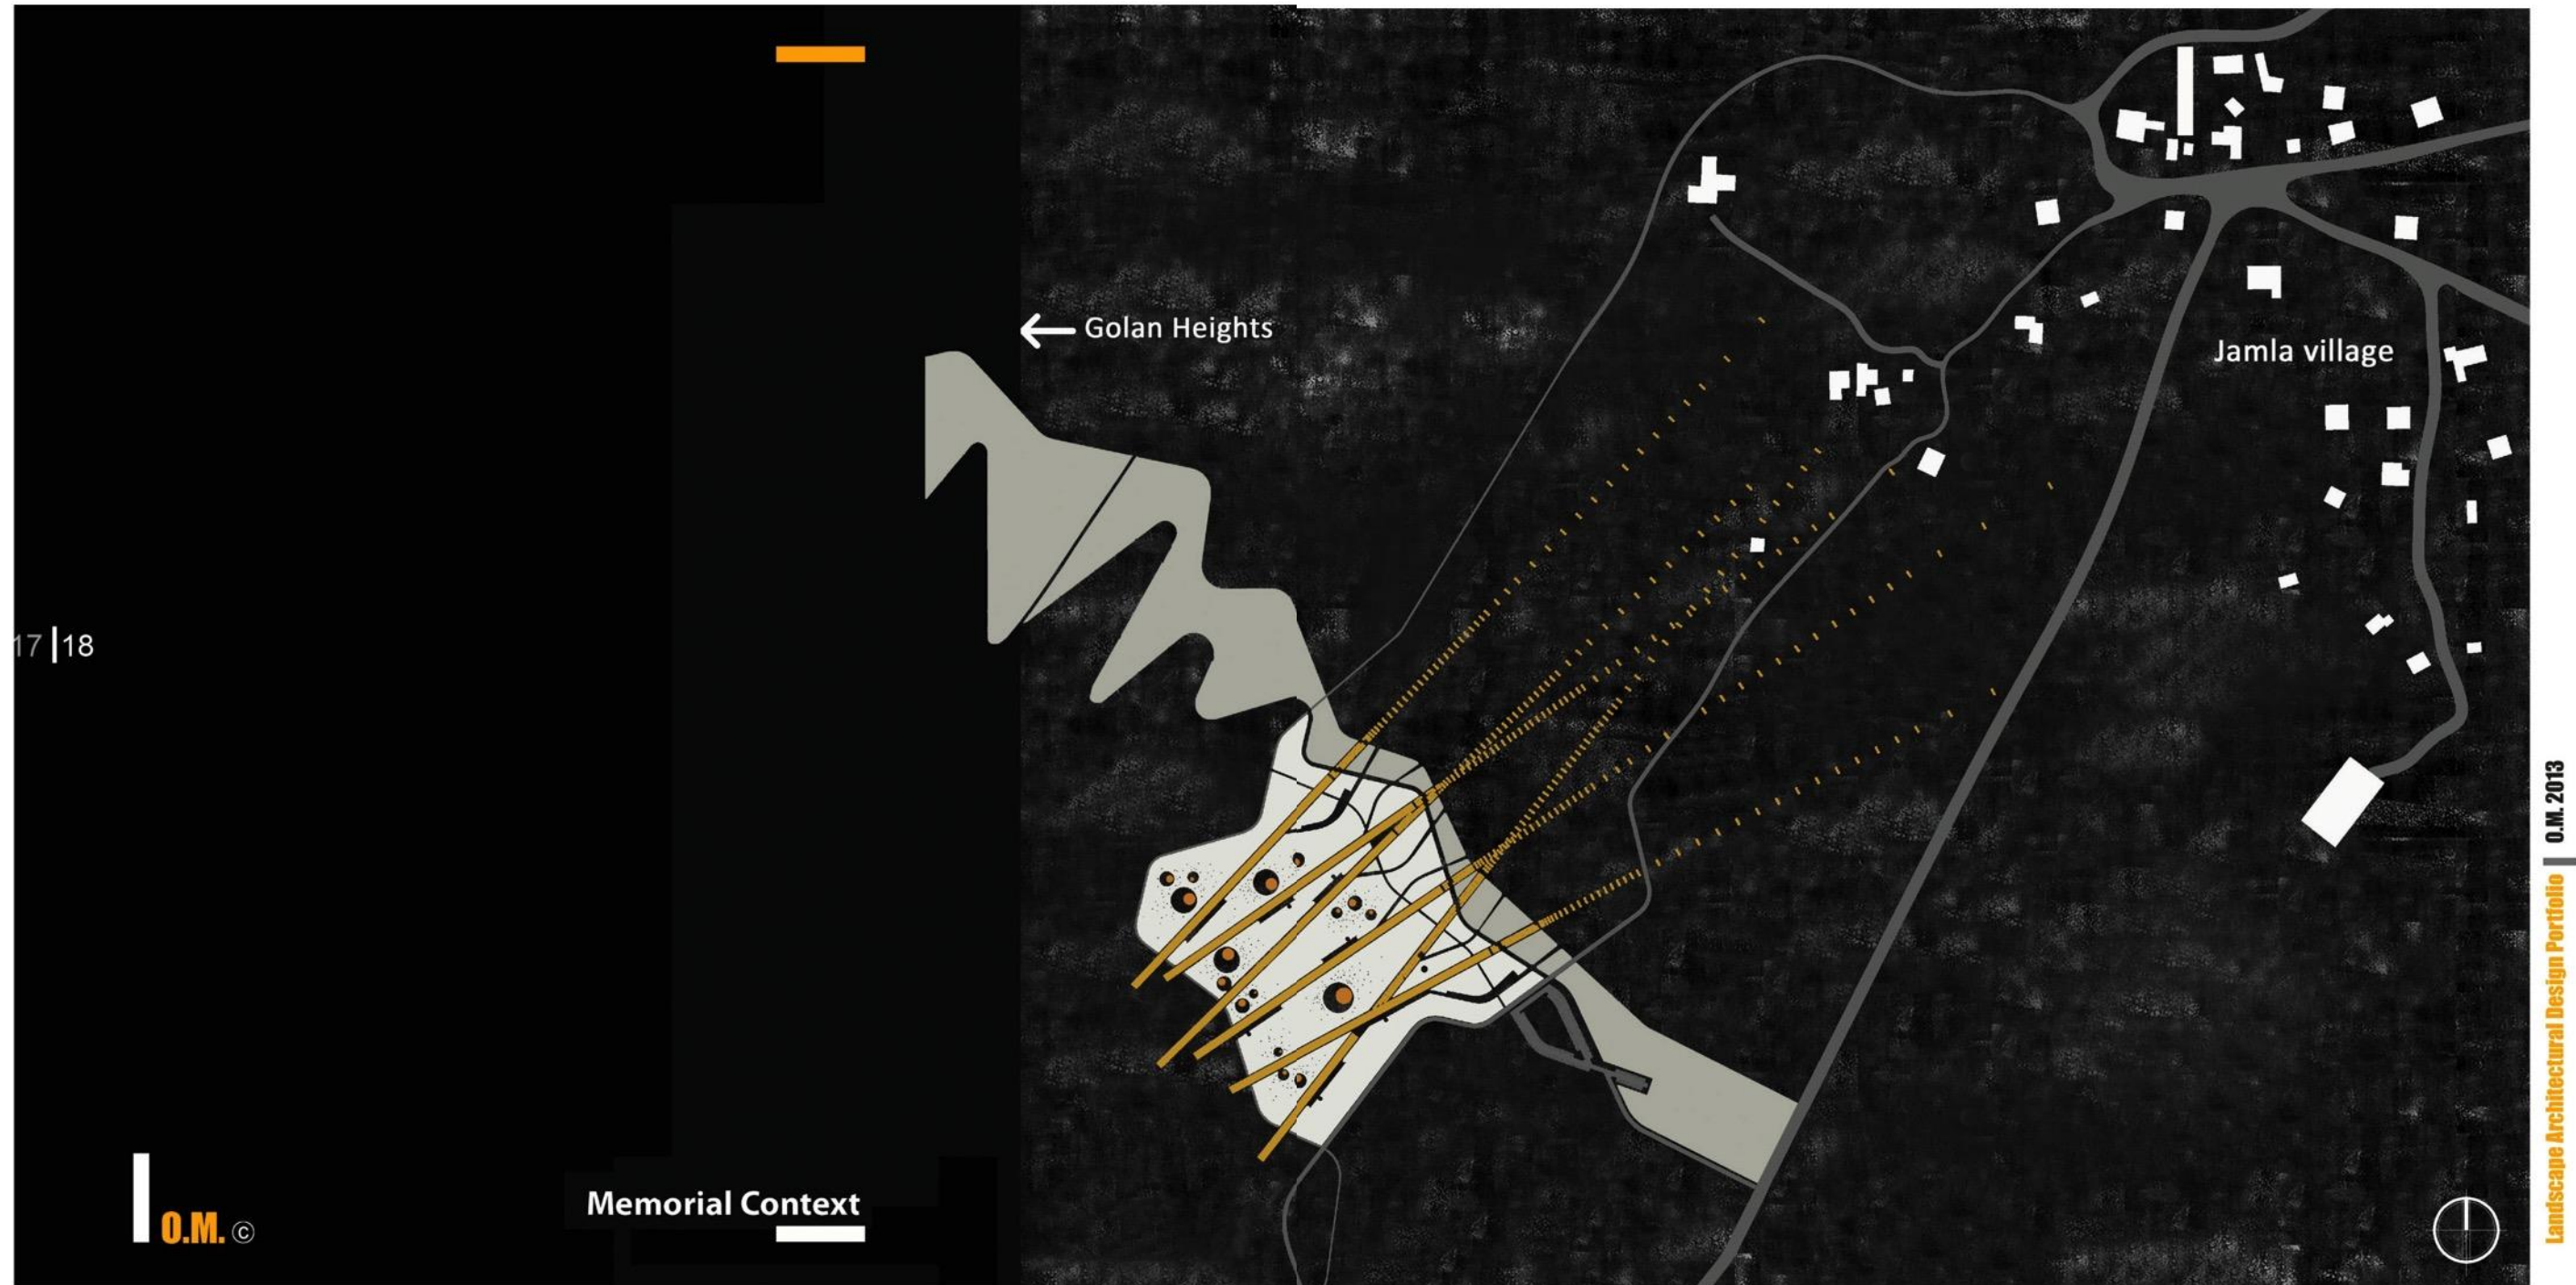 Golan Heights
Jamla village
17|18
Memorial Context
O.M. ©
Landscape Architectural Design Portfolio | O.M. 2013